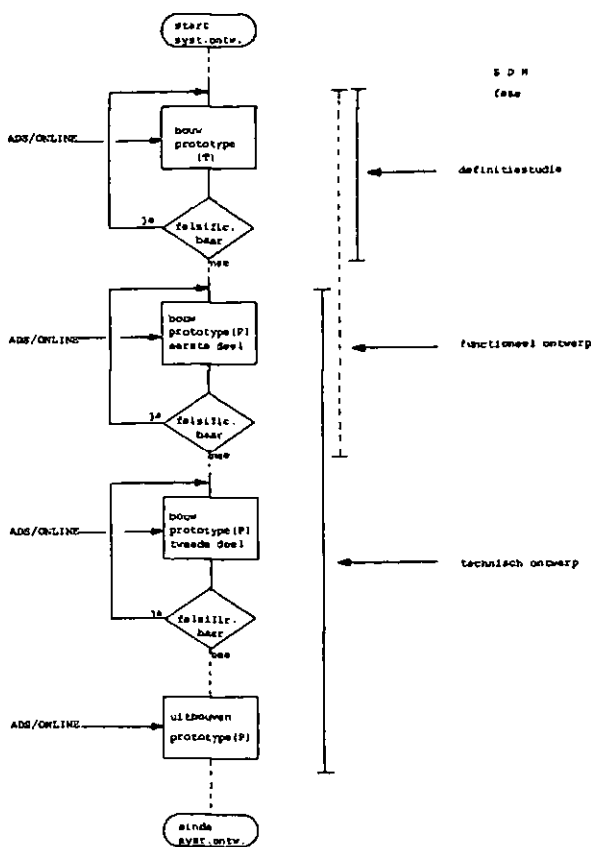 start
syst.ontw.
S D M
fase
ADS/ONLINE
bouw
prototype
(T)
definitiestudie
ja
falsific.
baar
nee
ADS/ONLINE
bouw
prototype(P)
eerste deel
functioneel ontwerp
ja
falsific.
baar
nee
ADS/ONLINE
bouw
prototype(P)
tweede deel
technisch ontwerp
ja
falsific.
baar
nee
ADS/ONLINE
uitbouwen
prototype(P)
einde
syst.ontw.